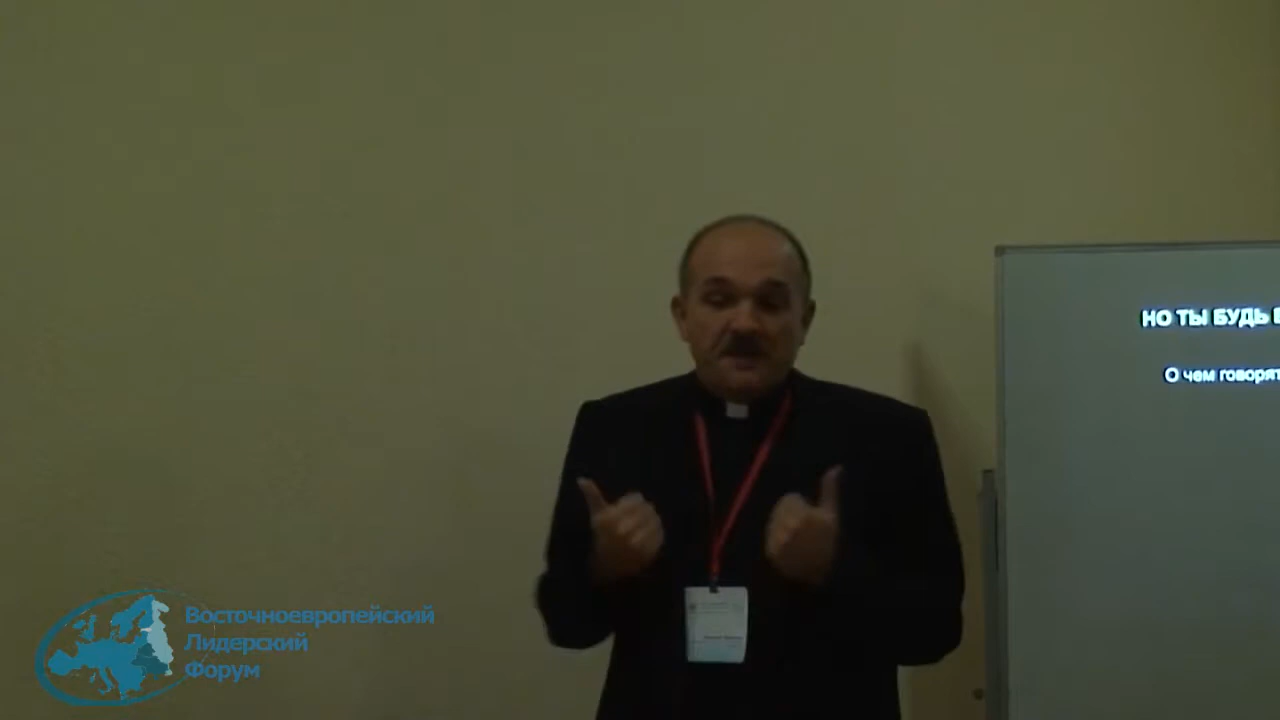 НО ТЫ БУДЬ
О чем говорят
Восточноевропейский
Лидерский
Форум